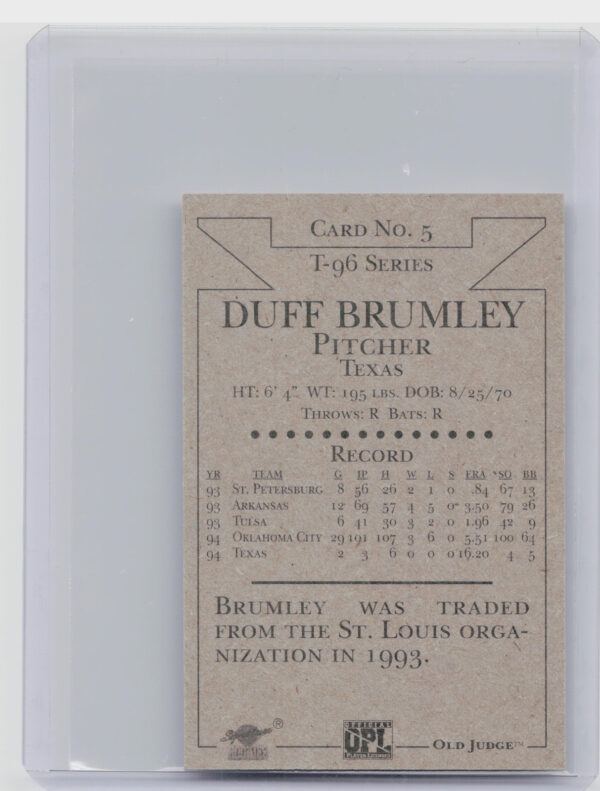 CARD NO. 5
T-96 SERIES
DUFF BRUMLEY
PITCHER
TEXAS
HT: 6' 4" WT: 195 LBS. DOB: 8/25/70
THROWS: R BATS: R
RECORD
YR TEAM G IP H W L S ERA SO BB
93 ST. PETERSBURG 8 56 26 2 1 0 .84 67 13
93 ARKANSAS 12 69 57 4 5 0 3.50 79 26
93 TULSA 6 41 30 3 2 0 1.96 42 9
94 OKLAHOMA CITY 29 101 107 3 6 0 5.51 100 64
94 TEXAS 2 3 6 0 0 0 16.20 4 5
BRUMLEY WAS TRADED
FROM THE ST. LOUIS ORGA-
NIZATION IN 1993.
®
OFFICIAL
UPL
OLD JUDGE™